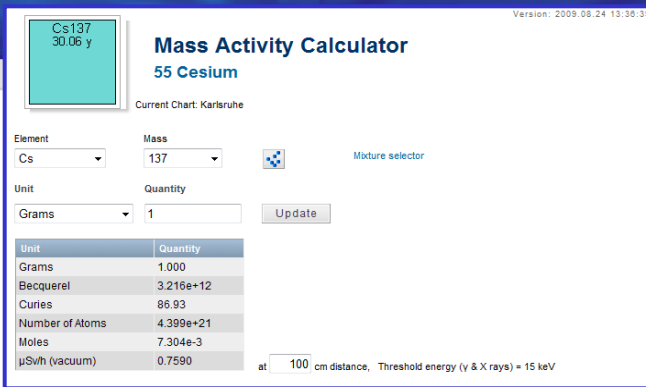 Version: 2009.08.24 13:36:3
Cs137
30.06 y
Mass Activity Calculator
55 Cesium
Current Chart: Karlsruhe
Element Mass
Cs 137 Mixture selector
Unit Quantity
Grams 1 Update
Unit Quantity
Grams 1.000
Becquerel 3.216e+12
Curies 86.93
Number of Atoms 4.399e+21
Moles 7.304e-3
µSv/h (vacuum) 0.7590 at 100 cm distance, Threshold energy (γ & X rays) = 15 keV